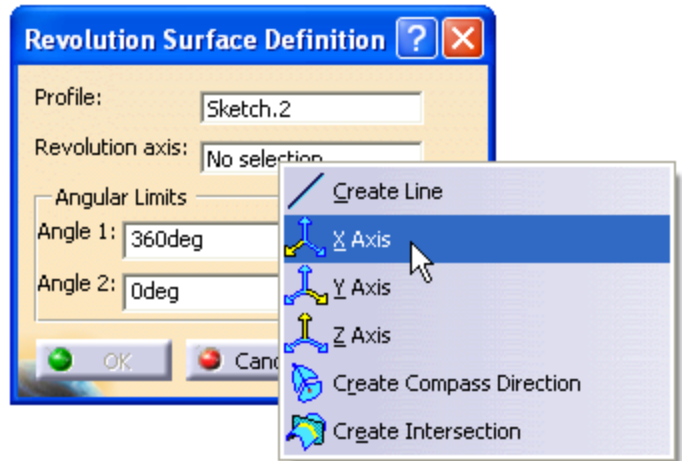 Revolution Surface Definition
Profile: Sketch.2
Revolution axis: No selection
Angular Limits
Angle 1: 360deg
Angle 2: 0deg
OK
Create Line
X Axis
Y Axis
Z Axis
Create Compass Direction
Create Intersection